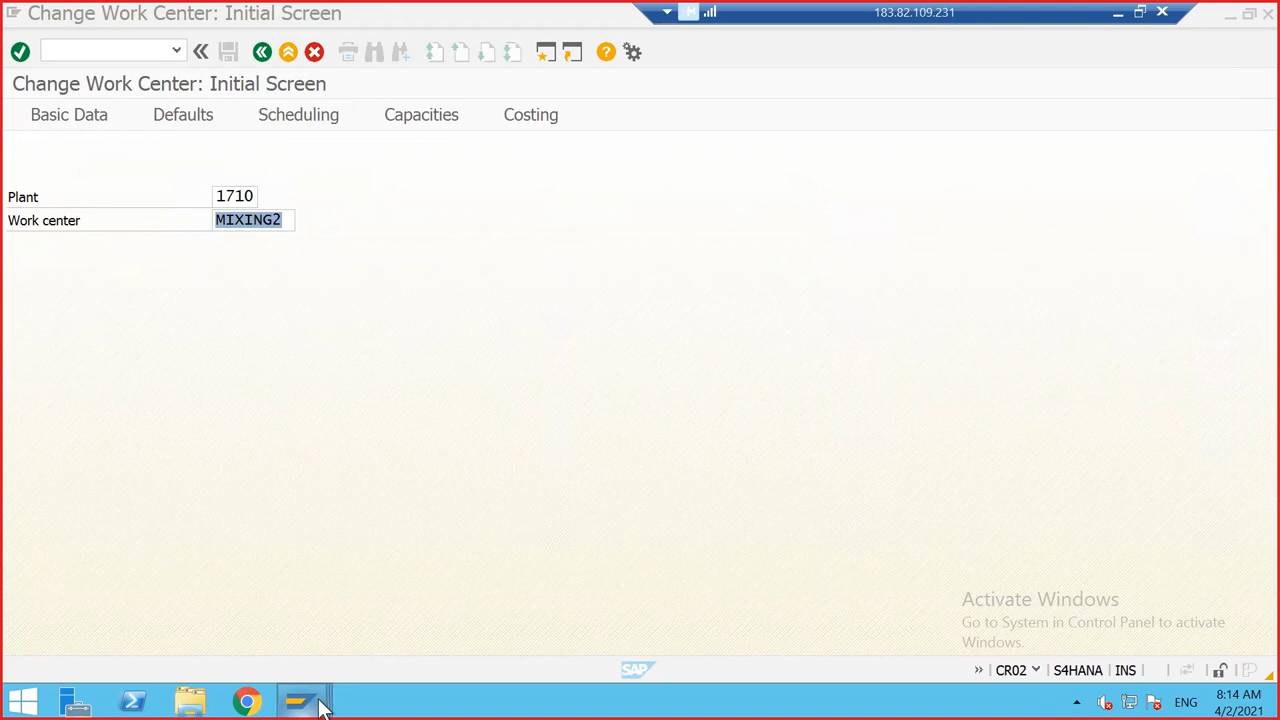 Change Work Center: Initial Screen
183.82.109.231
Change Work Center: Initial Screen
Basic Data Defaults Scheduling Capacities Costing
Plant 1710
Work center MIXING2
Activate Windows
Go to System in Control Panel to activate
Windows.
SAP
» CR02 S4HANA INS
ENG
8:14 AM
4/2/2021